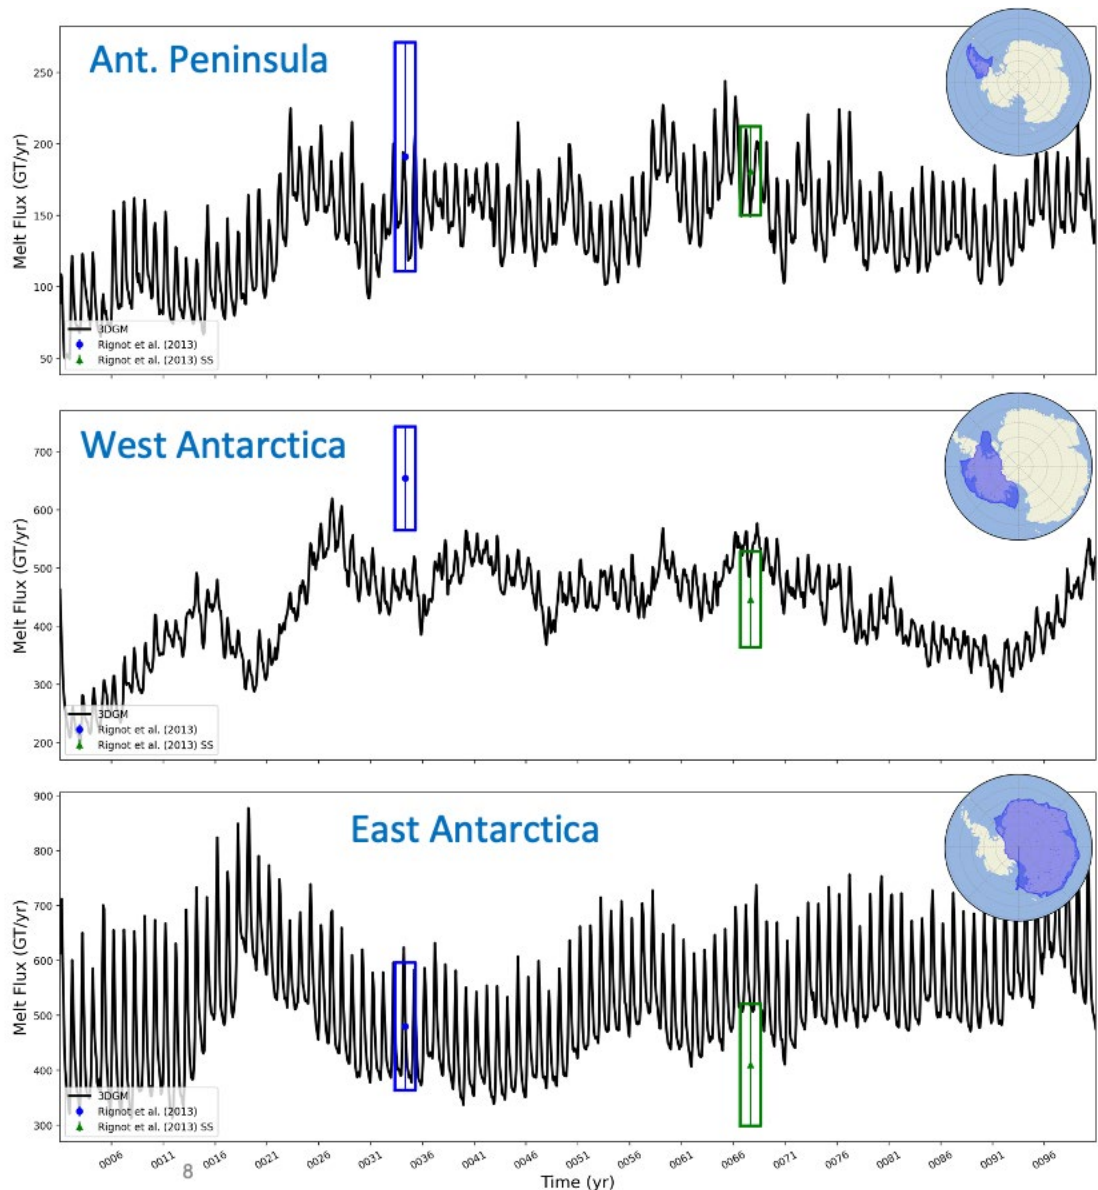 Ant. Peninsula
250
200
150
100
50
Melt Flux (GT/yr)
3DGM
Rignot et al. (2013)
Rignot et al. (2013) SS
West Antarctica
700
600
500
400
300
200
Melt Flux (GT/yr)
3DGM
Rignot et al. (2013)
Rignot et al. (2013) SS
East Antarctica
900
800
700
600
500
400
300
Melt Flux (GT/yr)
3DGM
Rignot et al. (2013)
Rignot et al. (2013) SS
0006 0011 0016 0021 0026 0031 0036 0041 0046 0051 0056 0061 0066 0071 0076 0081 0086 0091 0096
Time (yr)
8